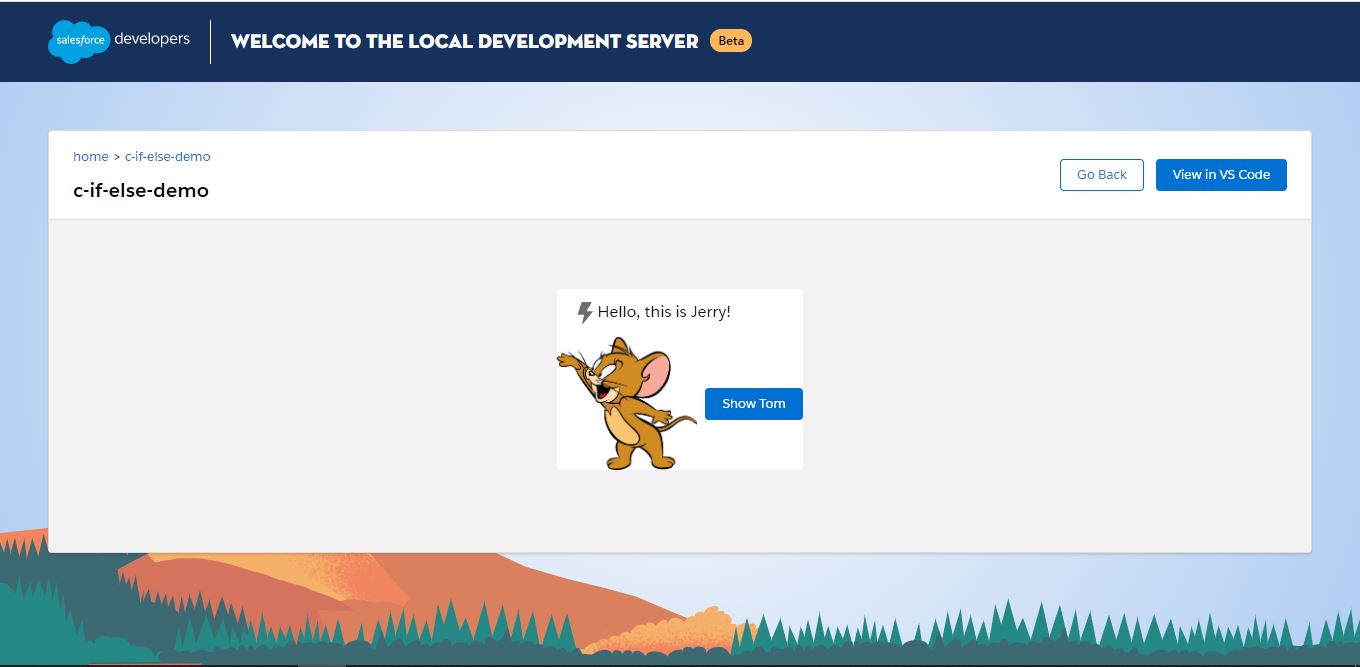 salesforce developers
WELCOME TO THE LOCAL DEVELOPMENT SERVER Beta
home > c-if-else-demo
c-if-else-demo
Go Back View in VS Code
Hello, this is Jerry!
Show Tom